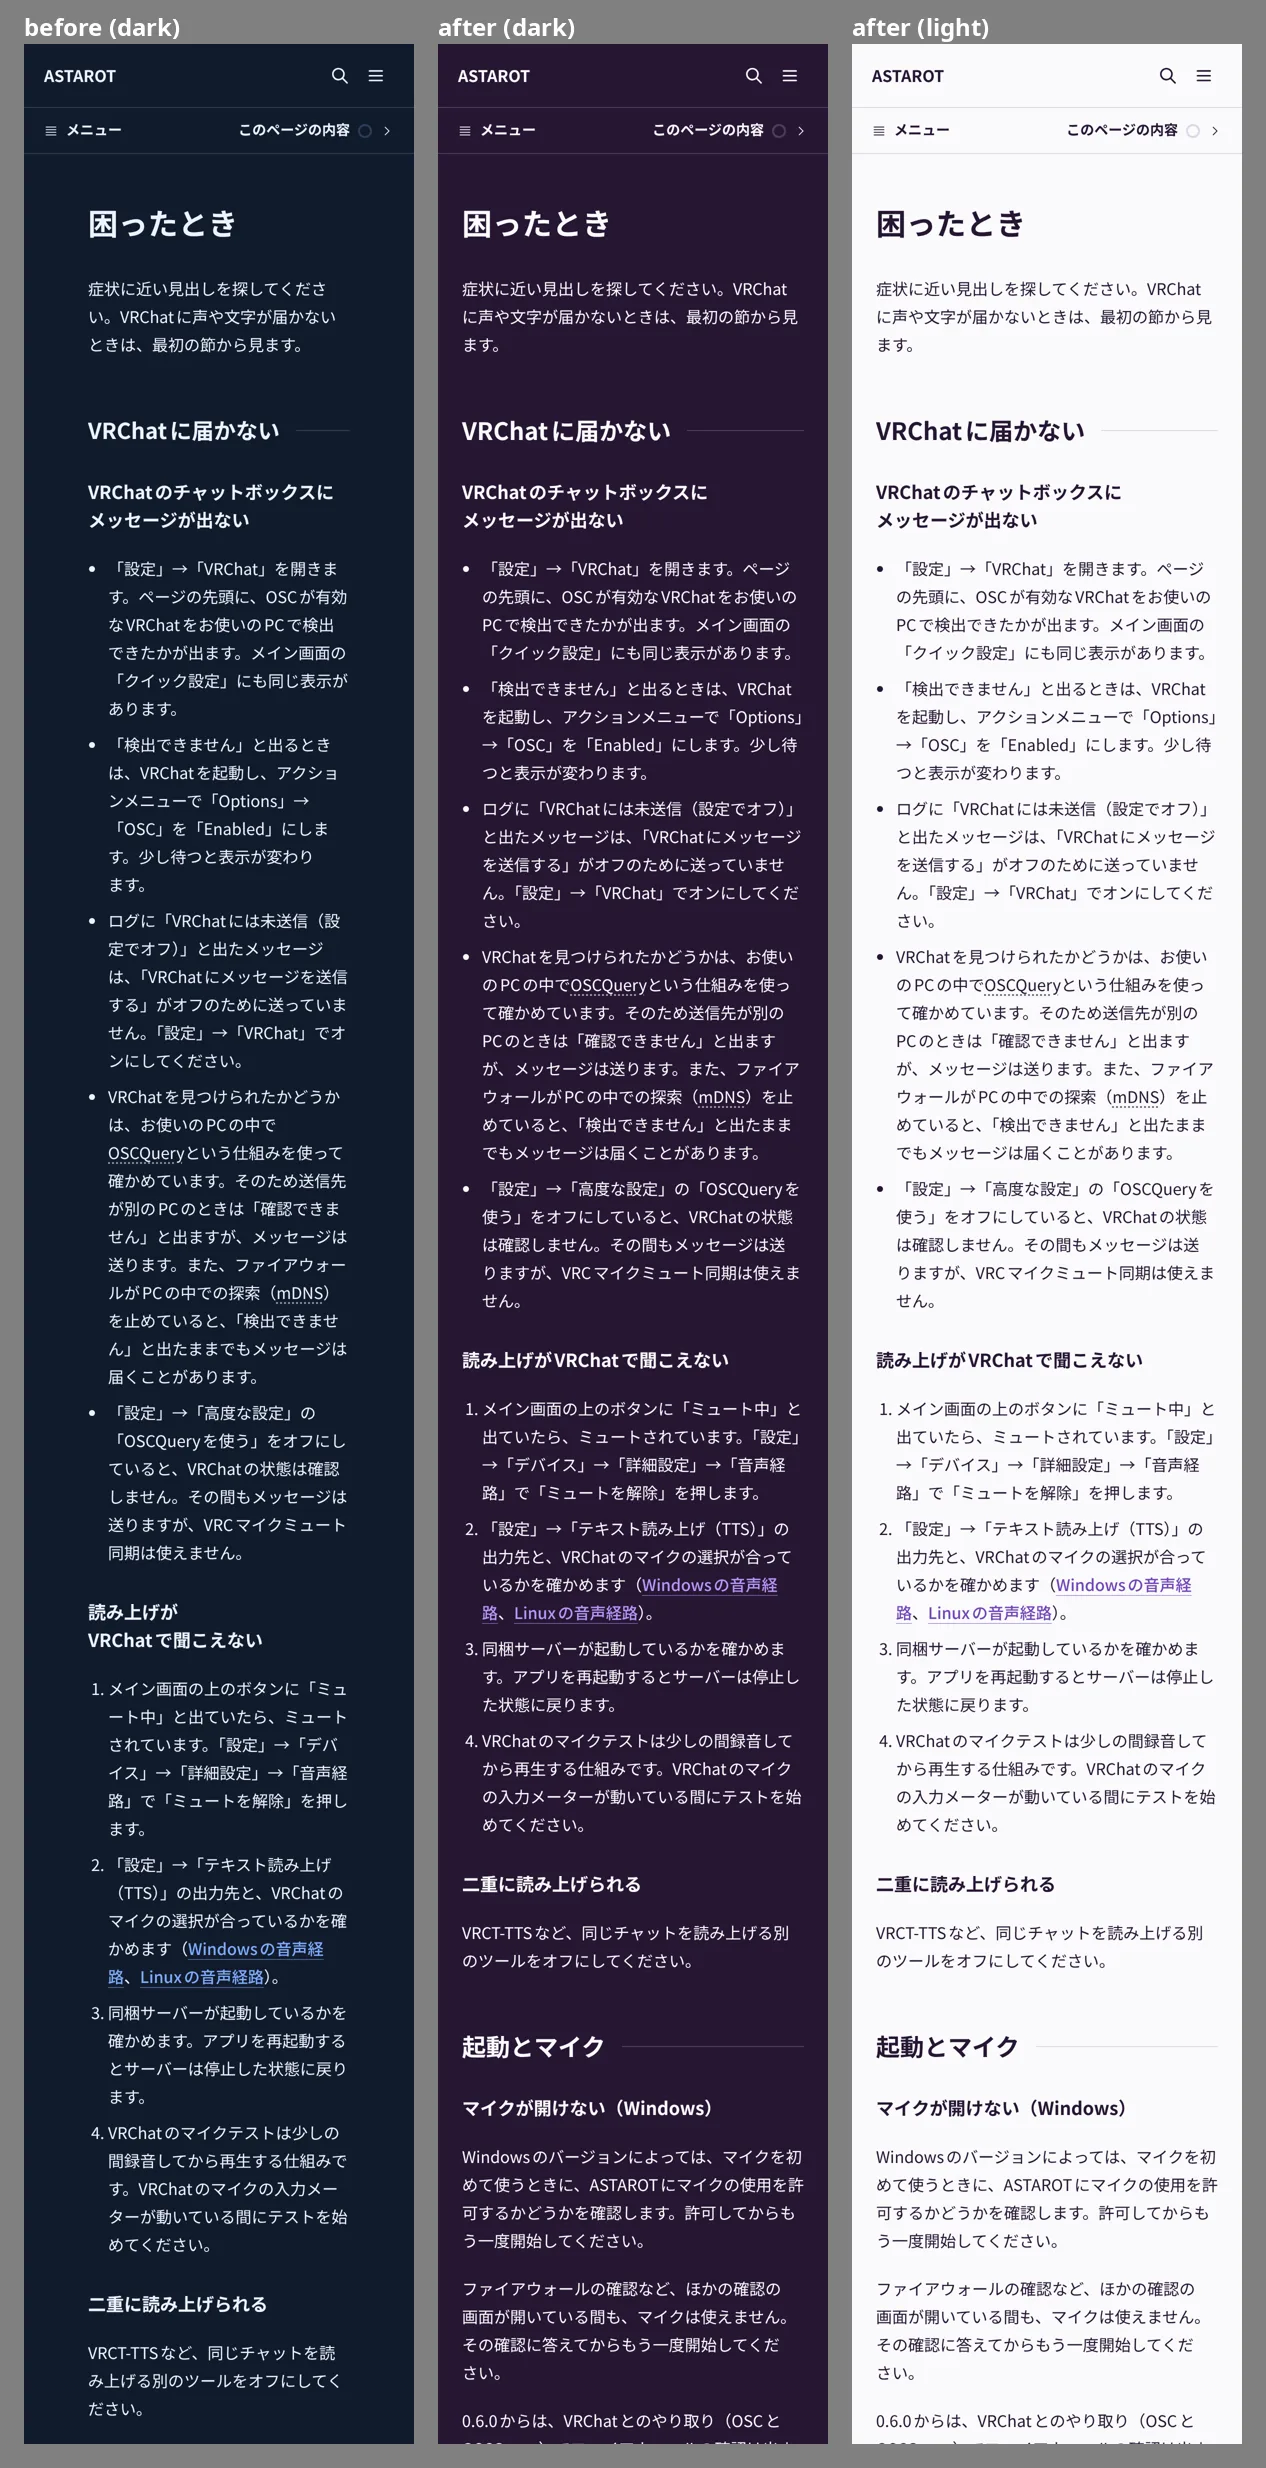 before (dark)
ASTAROT
メニュー
このページの内容
困ったとき
症状に近い見出しを探してくださ
い。VRChatに声や文字が届かない
ときは、最初の節から見ます。
VRChatに届かない
VRChatのチャットボックスに
メッセージが出ない
• 「設定」→「VRChat」を開きま
す。ページの先頭に、OSCが有効
なVRChatをお使いのPCで検出
できたかが出ます。メイン画面の
「クイック設定」にも同じ表示が
あります。
• 「検出できません」と出るとき
は、VRChatを起動し、アクショ
ンメニューで「Options」→
「OSC」を「Enabled」にしま
す。少し待つと表示が変わり
ます。
• ログに「VRChatには未送信（設
定でオフ）」と出たメッセージ
は、「VRChatにメッセージを送信
する」がオフのために送っていま
せん。「設定」→「VRChat」でオ
ンにしてください。
• VRChatを見つけられたかどうか
は、お使いのPCの中で
OSCQueryという仕組みを使って
確かめています。そのため送信先
が別のPCのときは「確認できま
せん」と出ますが、メッセージは
送ります。また、ファイアウォー
ルがPCの中での探索（mDNS）
を止めていると、「検出できませ
ん」と出たままでもメッセージは
届くことがあります。
• 「設定」→「高度な設定」の
「OSCQueryを使う」をオフにし
ていると、VRChatの状態は確認
しません。その間もメッセージは
送りますが、VRCマイクミュート
同期は使えません。
読み上げが
VRChatで聞こえない
1. メイン画面の上のボタンに「ミュ
ート中」と出ていたら、ミュート
されています。「設定」→「デバ
イス」→「詳細設定」→「音声経
路」で「ミュートを解除」を押し
ます。
2. 「設定」→「テキスト読み上げ
（TTS）」の出力先と、VRChatの
マイクの選択が合っているかを確
かめます（Windowsの音声経
路、Linuxの音声経路）。
3. 同梱サーバーが起動しているかを
確かめます。アプリを再起動する
とサーバーは停止した状態に戻り
ます。
4. VRChatのマイクテストは少しの
間録音してから再生する仕組みで
す。VRChatのマイクの入力メー
ターが動いている間にテストを始
めてください。
二重に読み上げられる
VRCT-TTSなど、同じチャットを読
み上げる別のツールをオフにしてく
ださい。
after (dark)
ASTAROT
メニュー
このページの内容
困ったとき
症状に近い見出しを探してください。VRChat
に声や文字が届かないときは、最初の節から見
ます。
VRChatに届かない
VRChatのチャットボックスに
メッセージが出ない
• 「設定」→「VRChat」を開きます。ページ
の先頭に、OSCが有効なVRChatをお使いの
PCで検出できたかが出ます。メイン画面の
「クイック設定」にも同じ表示があります。
• 「検出できません」と出るときは、VRChat
を起動し、アクションメニューで「Options」
→「OSC」を「Enabled」にします。少し待
つと表示が変わります。
• ログに「VRChatには未送信（設定でオフ）」
と出たメッセージは、「VRChatにメッセージ
を送信する」がオフのために送っていませ
ん。「設定」→「VRChat」でオンにしてくだ
さい。
• VRChatを見つけられたかどうかは、お使い
のPCの中でOSCQueryという仕組みを使っ
て確かめています。そのため送信先が別の
PCのときは「確認できません」と出ます
が、メッセージは送ります。また、ファイア
ウォールがPCの中での探索（mDNS）を止
めていると、「検出できません」と出たまま
でもメッセージは届くことがあります。
• 「設定」→「高度な設定」の「OSCQueryを
使う」をオフにしていると、VRChatの状態
は確認しません。その間もメッセージは送
りますが、VRCマイクミュート同期は使えま
せん。
読み上げがVRChatで聞こえない
1. メイン画面の上のボタンに「ミュート中」と
出ていたら、ミュートされています。「設定」
→「デバイス」→「詳細設定」→「音声経
路」で「ミュートを解除」を押します。
2. 「設定」→「テキスト読み上げ（TTS）」の
出力先と、VRChatのマイクの選択が合って
いるかを確かめます（Windowsの音声経
路、Linuxの音声経路）。
3. 同梱サーバーが起動しているかを確かめま
す。アプリを再起動するとサーバーは停止し
た状態に戻ります。
4. VRChatのマイクテストは少しの間録音して
から再生する仕組みです。VRChatのマイク
の入力メーターが動いている間にテストを始
めてください。
二重に読み上げられる
VRCT-TTSなど、同じチャットを読み上げる別
のツールをオフにしてください。
起動とマイク
マイクが開けない（Windows）
Windowsのバージョンによっては、マイクを初
めて使うときに、ASTAROTにマイクの使用を許
可するかどうかを確認します。許可してからも
う一度開始してください。
ファイアウォールの確認など、ほかの確認の
画面が開いている間も、マイクは使えません。
その確認に答えてからもう一度開始してくだ
さい。
0.6.0からは、VRChatとのやり取り（OSCと
after (light)
ASTAROT
メニュー
このページの内容
困ったとき
症状に近い見出しを探してください。VRChat
に声や文字が届かないときは、最初の節から見
ます。
VRChatに届かない
VRChatのチャットボックスに
メッセージが出ない
• 「設定」→「VRChat」を開きます。ページ
の先頭に、OSCが有効なVRChatをお使いの
PCで検出できたかが出ます。メイン画面の
「クイック設定」にも同じ表示があります。
• 「検出できません」と出るときは、VRChat
を起動し、アクションメニューで「Options」
→「OSC」を「Enabled」にします。少し待
つと表示が変わります。
• ログに「VRChatには未送信（設定でオフ）」
と出たメッセージは、「VRChatにメッセージ
を送信する」がオフのために送っていませ
ん。「設定」→「VRChat」でオンにしてくだ
さい。
• VRChatを見つけられたかどうかは、お使い
のPCの中でOSCQueryという仕組みを使っ
て確かめています。そのため送信先が別の
PCのときは「確認できません」と出ます
が、メッセージは送ります。また、ファイア
ウォールがPCの中での探索（mDNS）を止
めていると、「検出できません」と出たまま
でもメッセージは届くことがあります。
• 「設定」→「高度な設定」の「OSCQueryを
使う」をオフにしていると、VRChatの状態
は確認しません。その間もメッセージは送
りますが、VRCマイクミュート同期は使えま
せん。
読み上げがVRChatで聞こえない
1. メイン画面の上のボタンに「ミュート中」と
出ていたら、ミュートされています。「設定」
→「デバイス」→「詳細設定」→「音声経
路」で「ミュートを解除」を押します。
2. 「設定」→「テキスト読み上げ（TTS）」の
出力先と、VRChatのマイクの選択が合って
いるかを確かめます（Windowsの音声経
路、Linuxの音声経路）。
3. 同梱サーバーが起動しているかを確かめま
す。アプリを再起動するとサーバーは停止し
た状態に戻ります。
4. VRChatのマイクテストは少しの間録音して
から再生する仕組みです。VRChatのマイク
の入力メーターが動いている間にテストを始
めてください。
二重に読み上げられる
VRCT-TTSなど、同じチャットを読み上げる別
のツールをオフにしてください。
起動とマイク
マイクが開けない（Windows）
Windowsのバージョンによっては、マイクを初
めて使うときに、ASTAROTにマイクの使用を許
可するかどうかを確認します。許可してからも
う一度開始してください。
ファイアウォールの確認など、ほかの確認の
画面が開いている間も、マイクは使えません。
その確認に答えてからもう一度開始してくだ
さい。
0.6.0からは、VRChatとのやり取り（OSCと